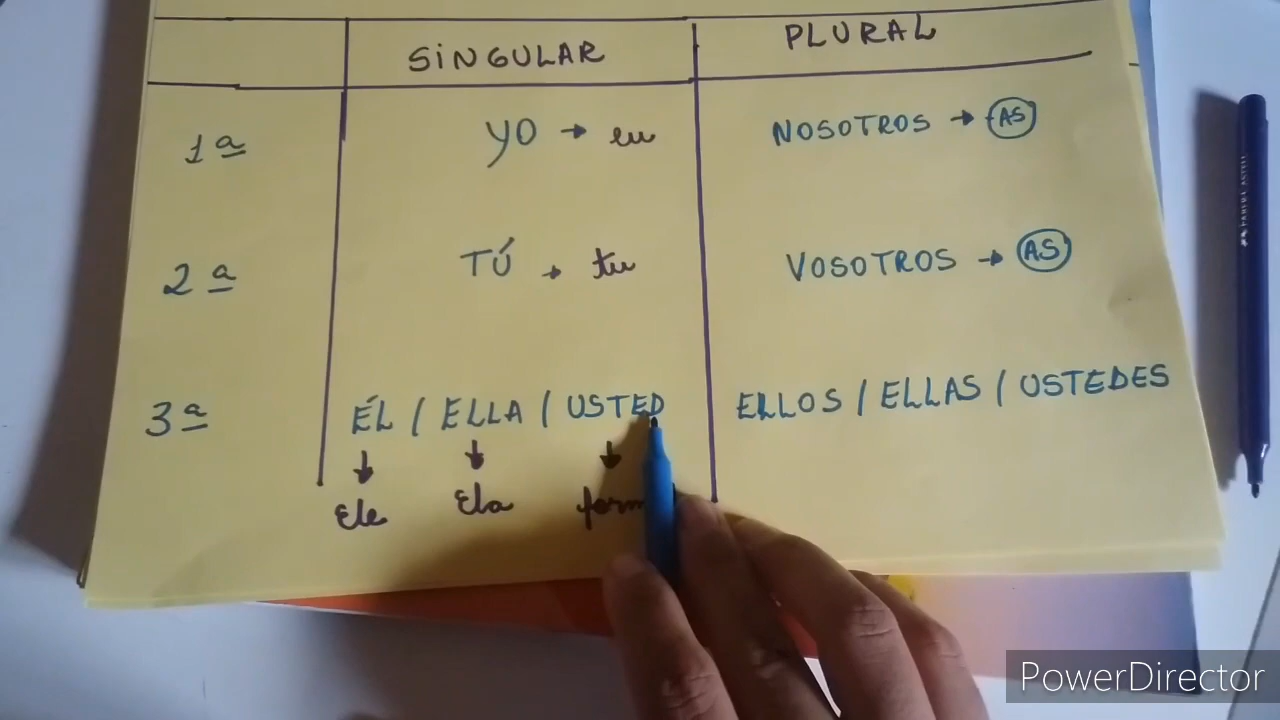 SINGULAR PLURAL
1ª YO → eu NOSOTROS → AS
2ª TÚ → tu VOSOTROS → AS
3ª ÉL / ELLA / USTED ELLOS / ELLAS / USTEDES
Ele Ela
PowerDirector